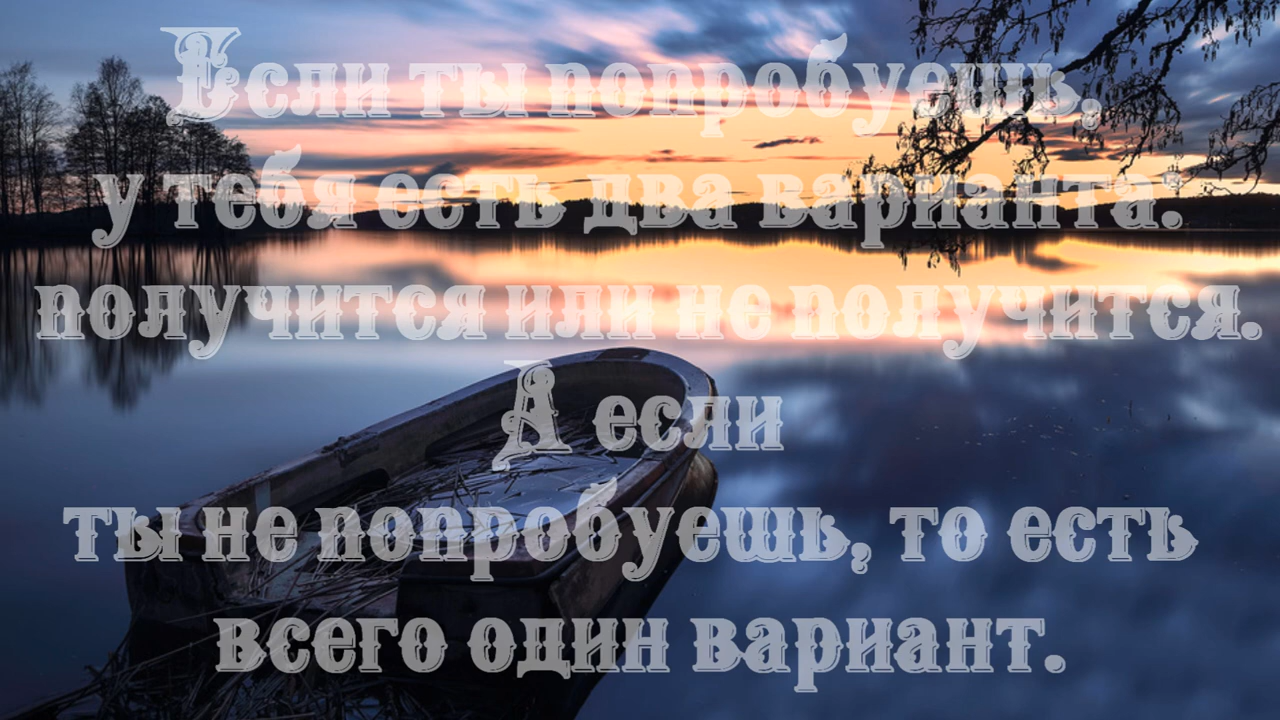 Если ты попробуешь,
у тебя есть два варианта:
получится или не получится.
А если
ты не попробуешь, то есть
всего один вариант.